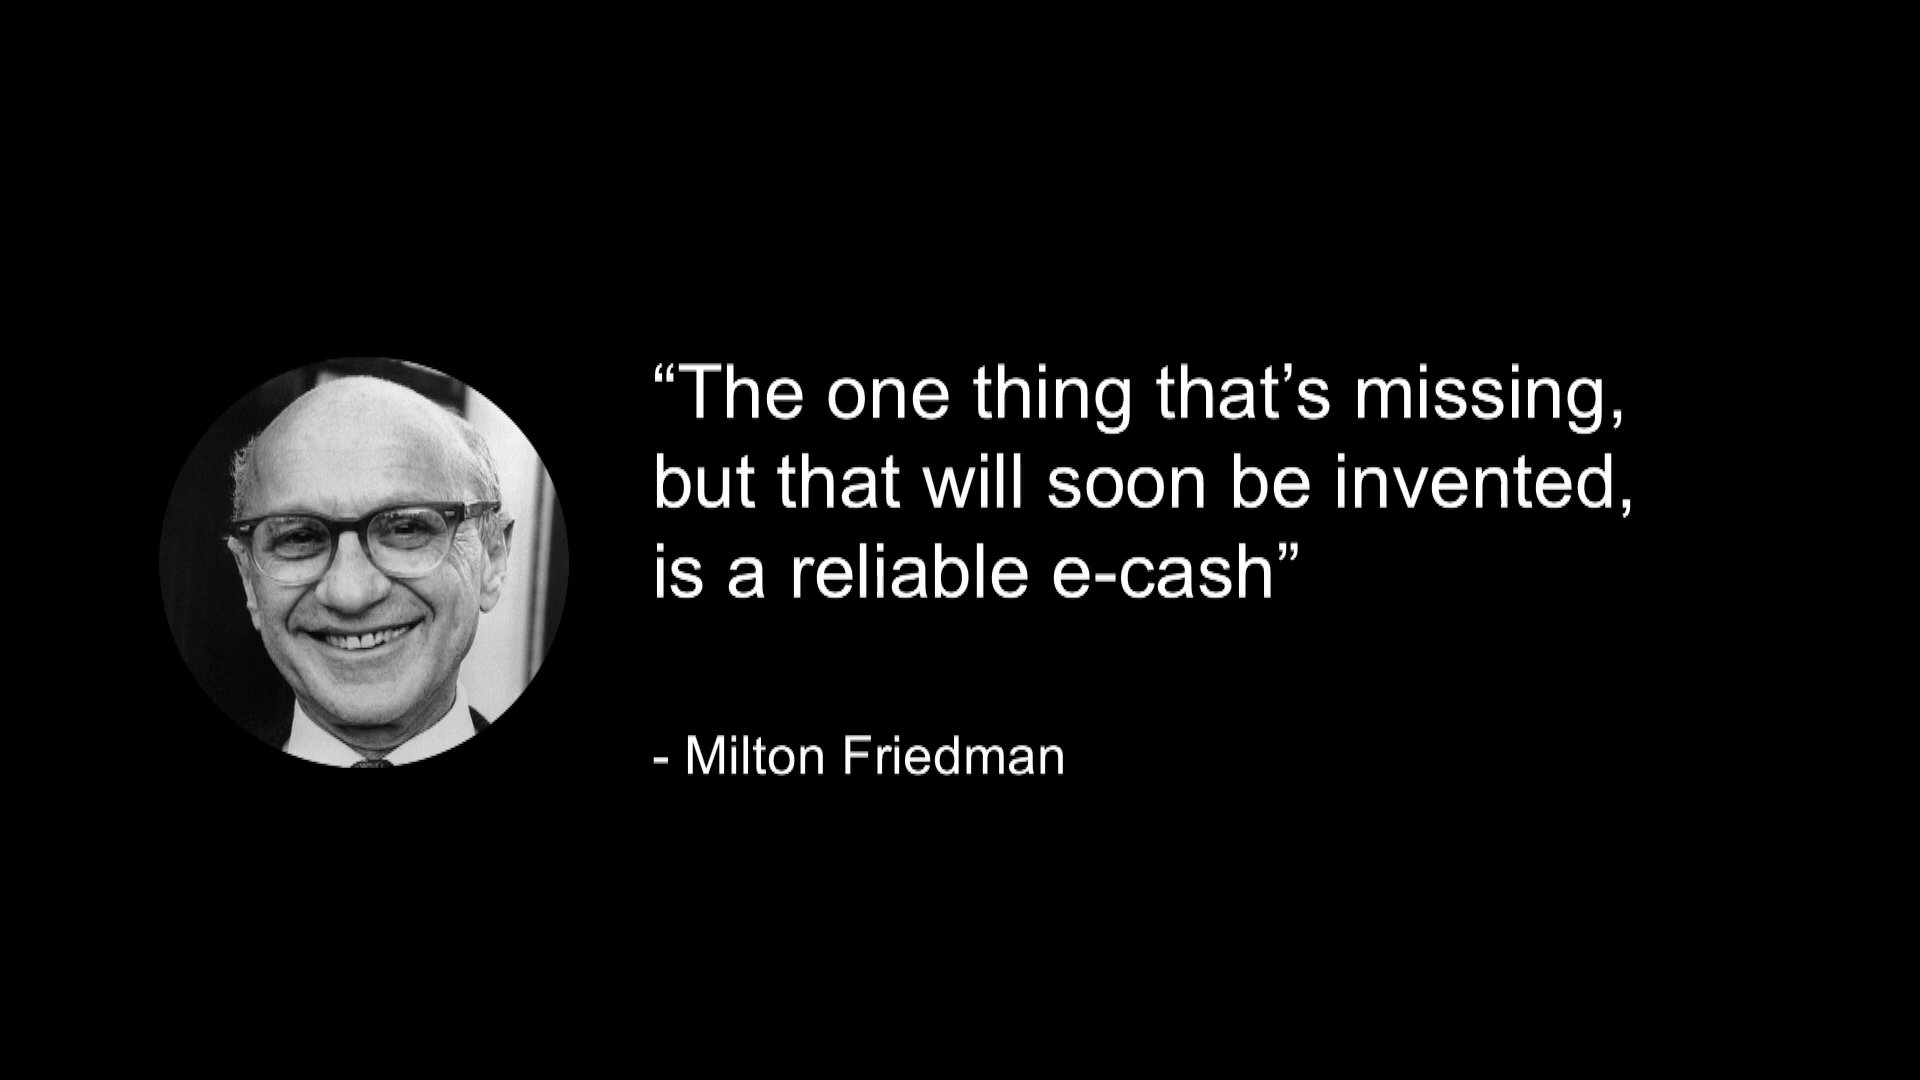 “The one thing that’s missing,
but that will soon be invented,
is a reliable e-cash”
- Milton Friedman